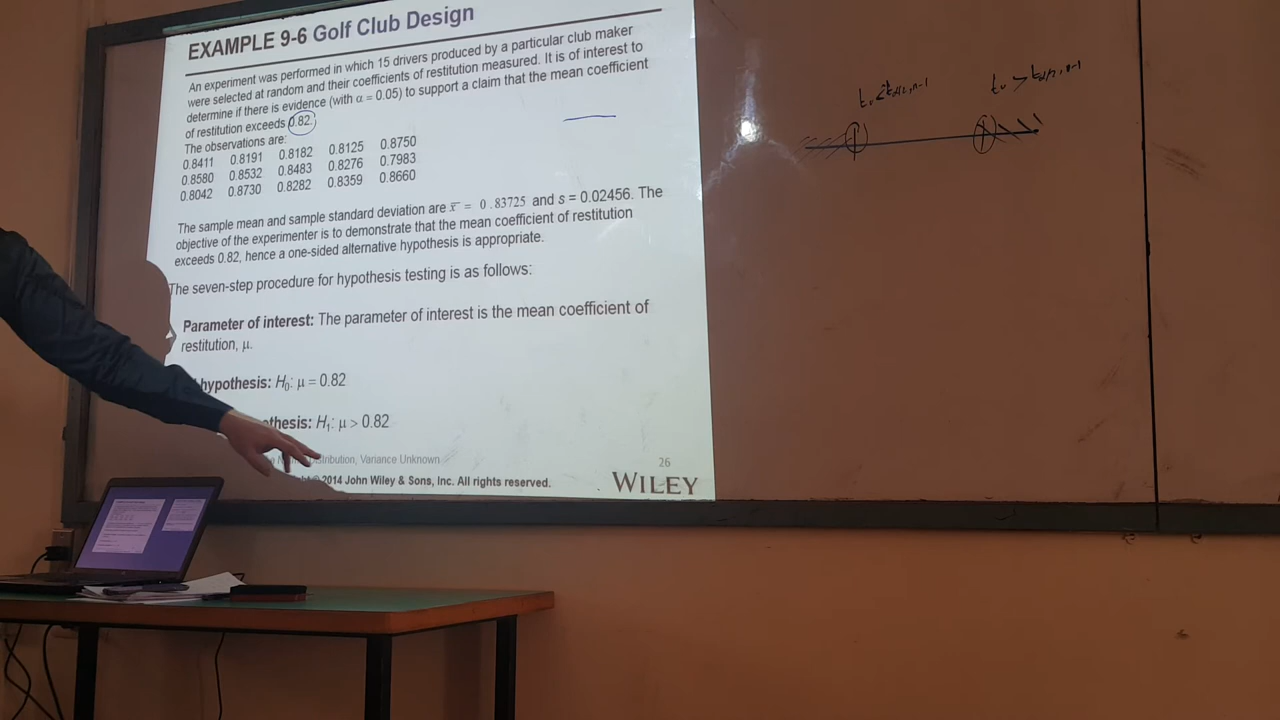 EXAMPLE 9-6 Golf Club Design
An experiment was performed in which 15 drivers produced by a particular club maker
were selected at random and their coefficients of restitution measured. It is of interest to
determine if there is evidence (with α = 0.05) to support a claim that the mean coefficient
of restitution exceeds 0.82.
The observations are:
0.8411 0.8191 0.8182 0.8125 0.8750
0.8580 0.8532 0.8483 0.8276 0.7983
0.8042 0.8730 0.8282 0.8359 0.8660
The sample mean and sample standard deviation are x̄ = 0.83725 and s = 0.02456. The
objective of the experimenter is to demonstrate that the mean coefficient of restitution
exceeds 0.82, hence a one-sided alternative hypothesis is appropriate.
The seven-step procedure for hypothesis testing is as follows:
Parameter of interest: The parameter of interest is the mean coefficient of
restitution, μ.
hypothesis: H₀: μ = 0.82
othesis: H₁: μ > 0.82
Distribution, Variance Unknown
26
2014 John Wiley & Sons, Inc. All rights reserved.
WILEY